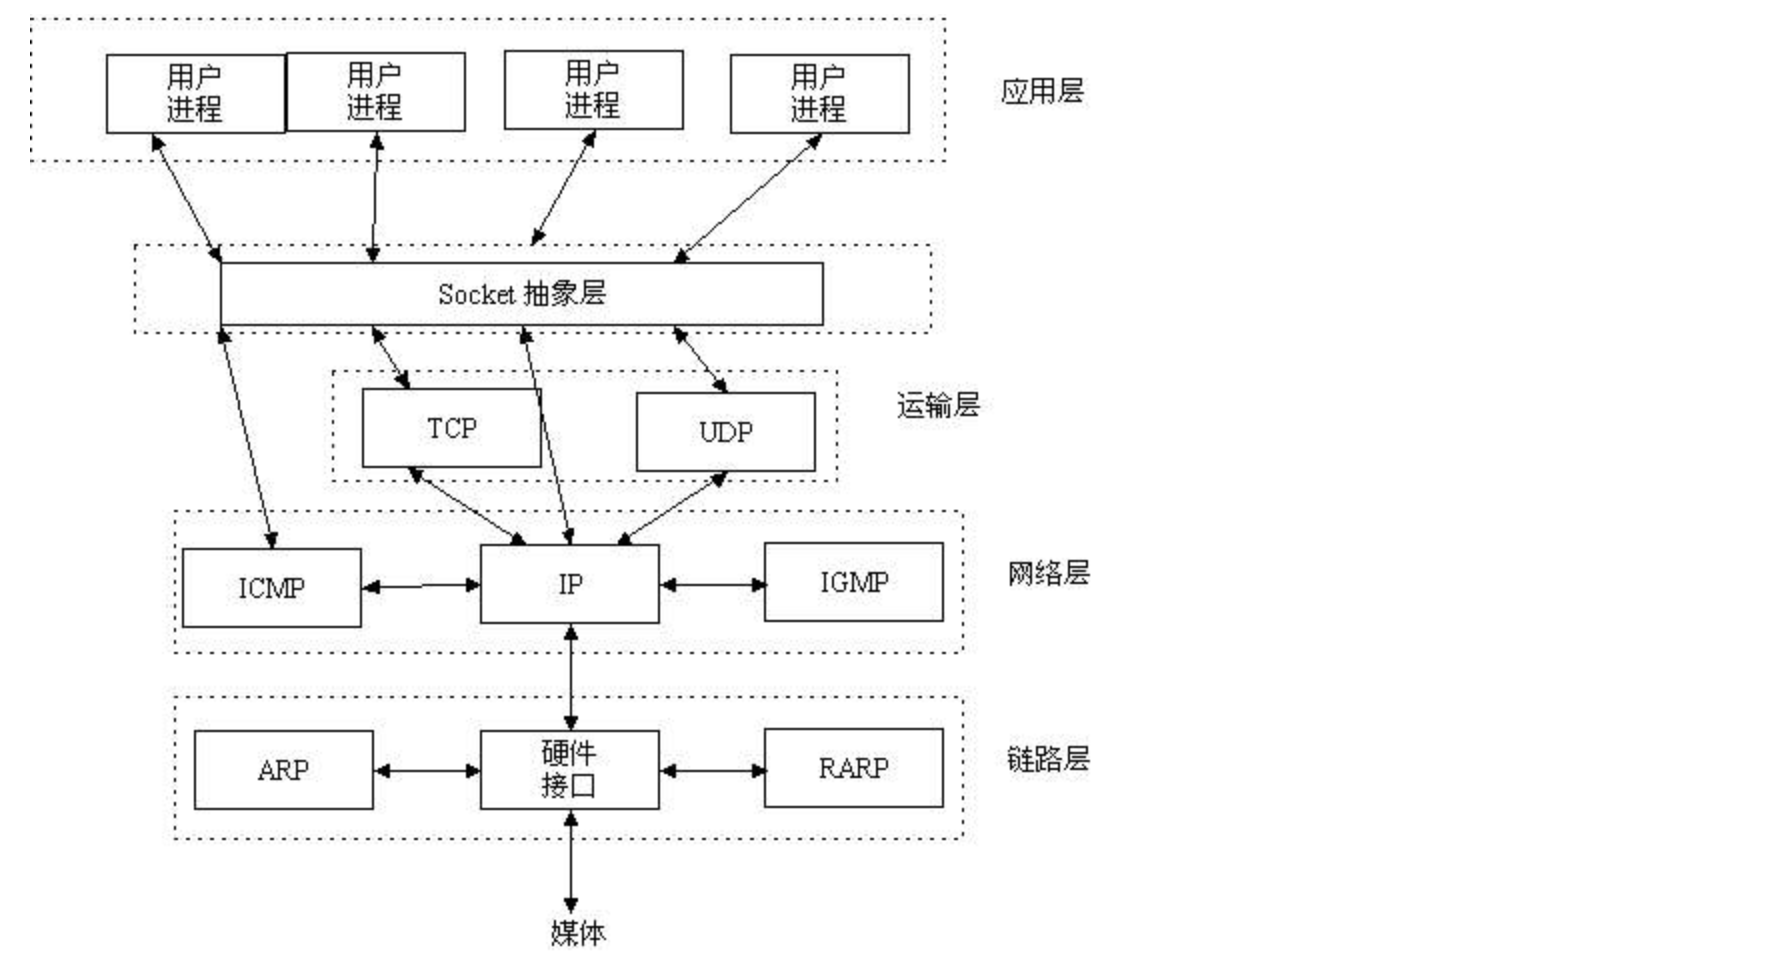 用户
进程
用户
进程
用户
进程
用户
进程
应用层
Socket 抽象层
TCP
UDP
运输层
ICMP
IP
IGMP
网络层
ARP
硬件
接口
RARP
链路层
媒体